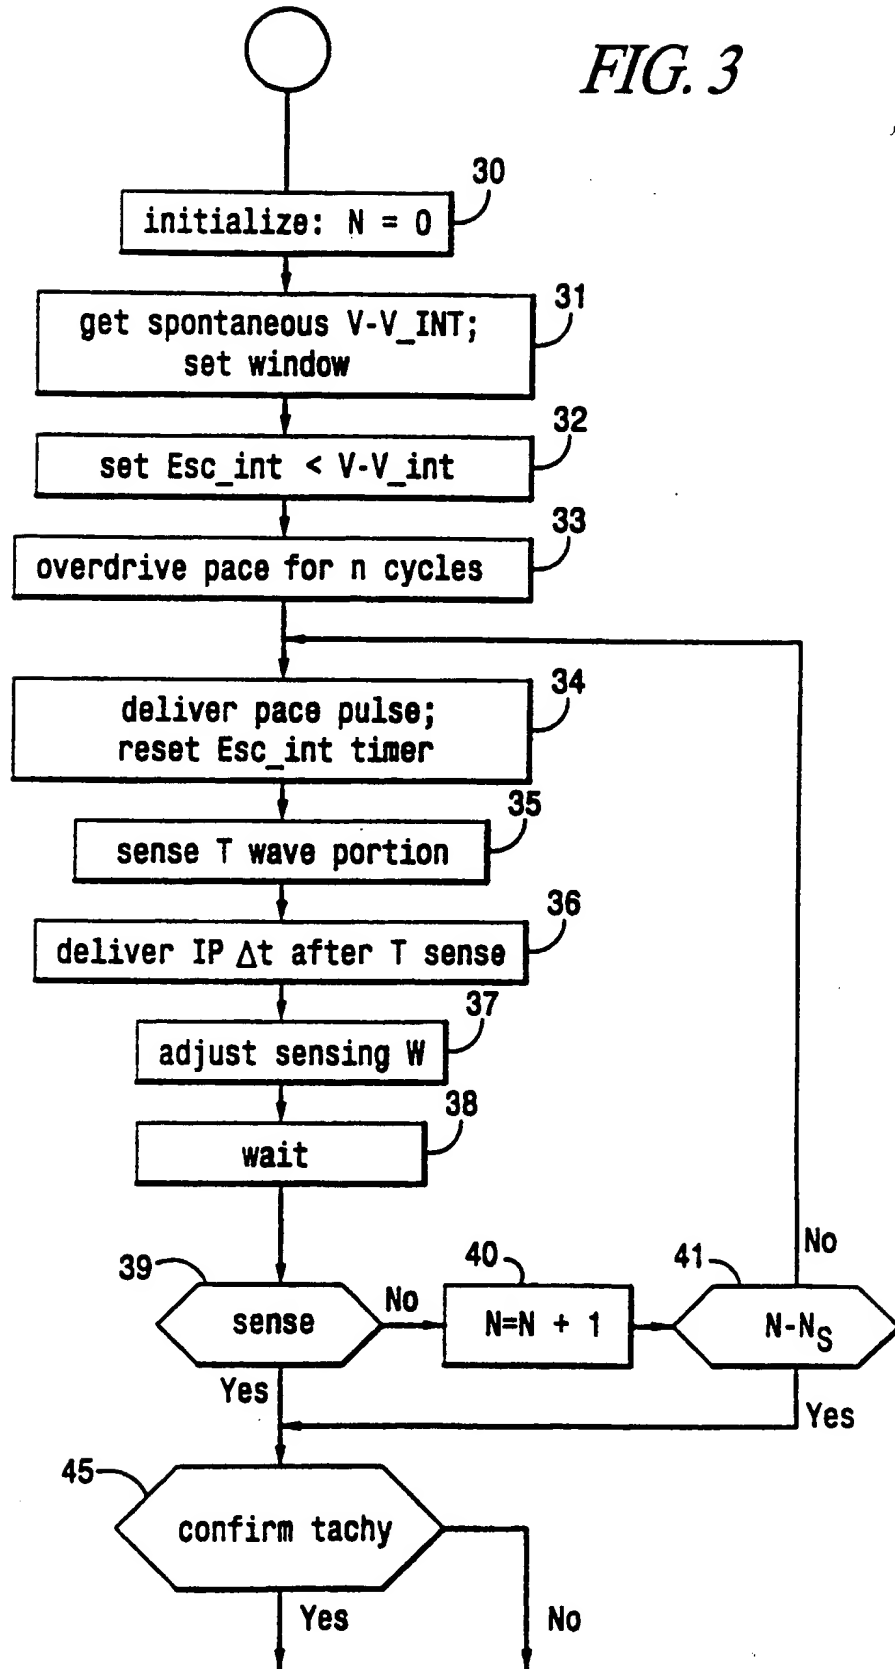 FIG. 3
30
initialize: N = 0
31
get spontaneous V-V_INT;
set window
32
set Esc_int < V-V_int
33
overdrive pace for n cycles
34
deliver pace pulse;
reset Esc_int timer
35
sense T wave portion
36
deliver IP Δt after T sense
37
adjust sensing W
38
wait
39
sense
No
40
N=N + 1
41
N-NS
No
Yes
Yes
45
confirm tachy
Yes
No